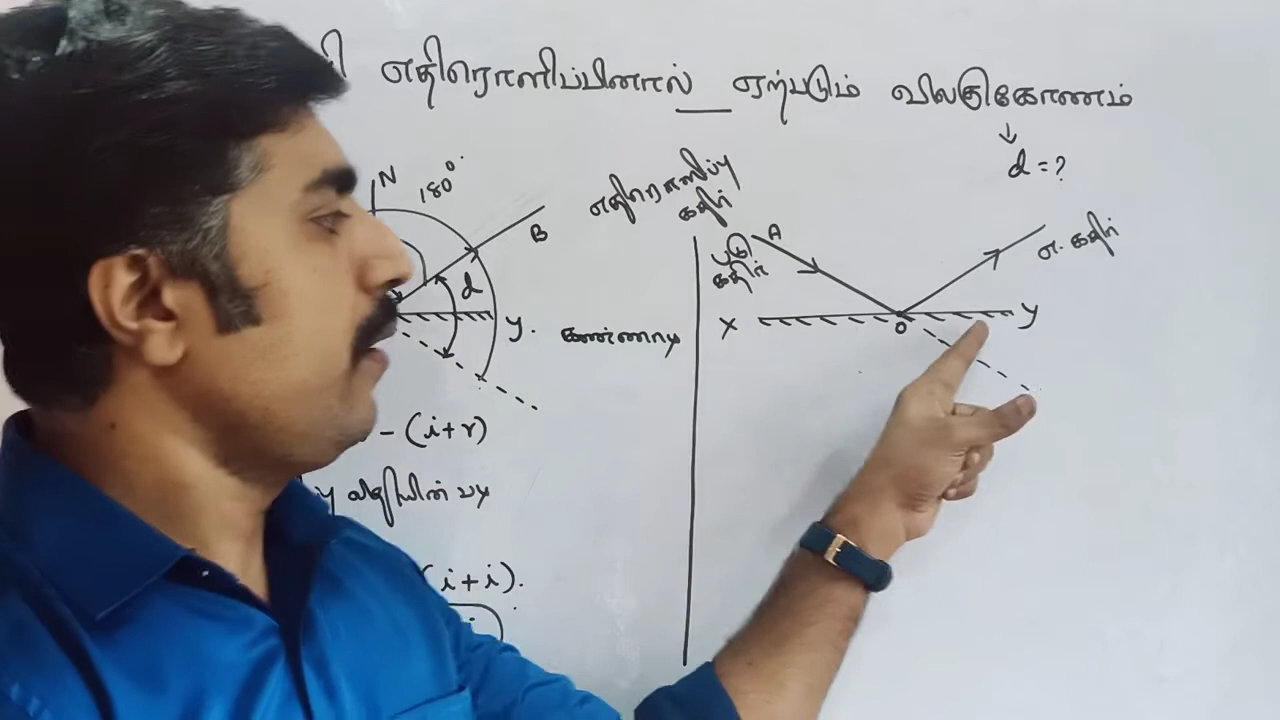 எதிரொளிப்பினால் ஏற்படும் விலகுகோணம்
d = ?
N
180°
B
d
y.
எதிரொளிப்பு
கதிர்
கண்ணாடி
- (i+r)
விதியின் படி
(i+i).
படு
கதிர்
A
எ. கதிர்
X
O
y